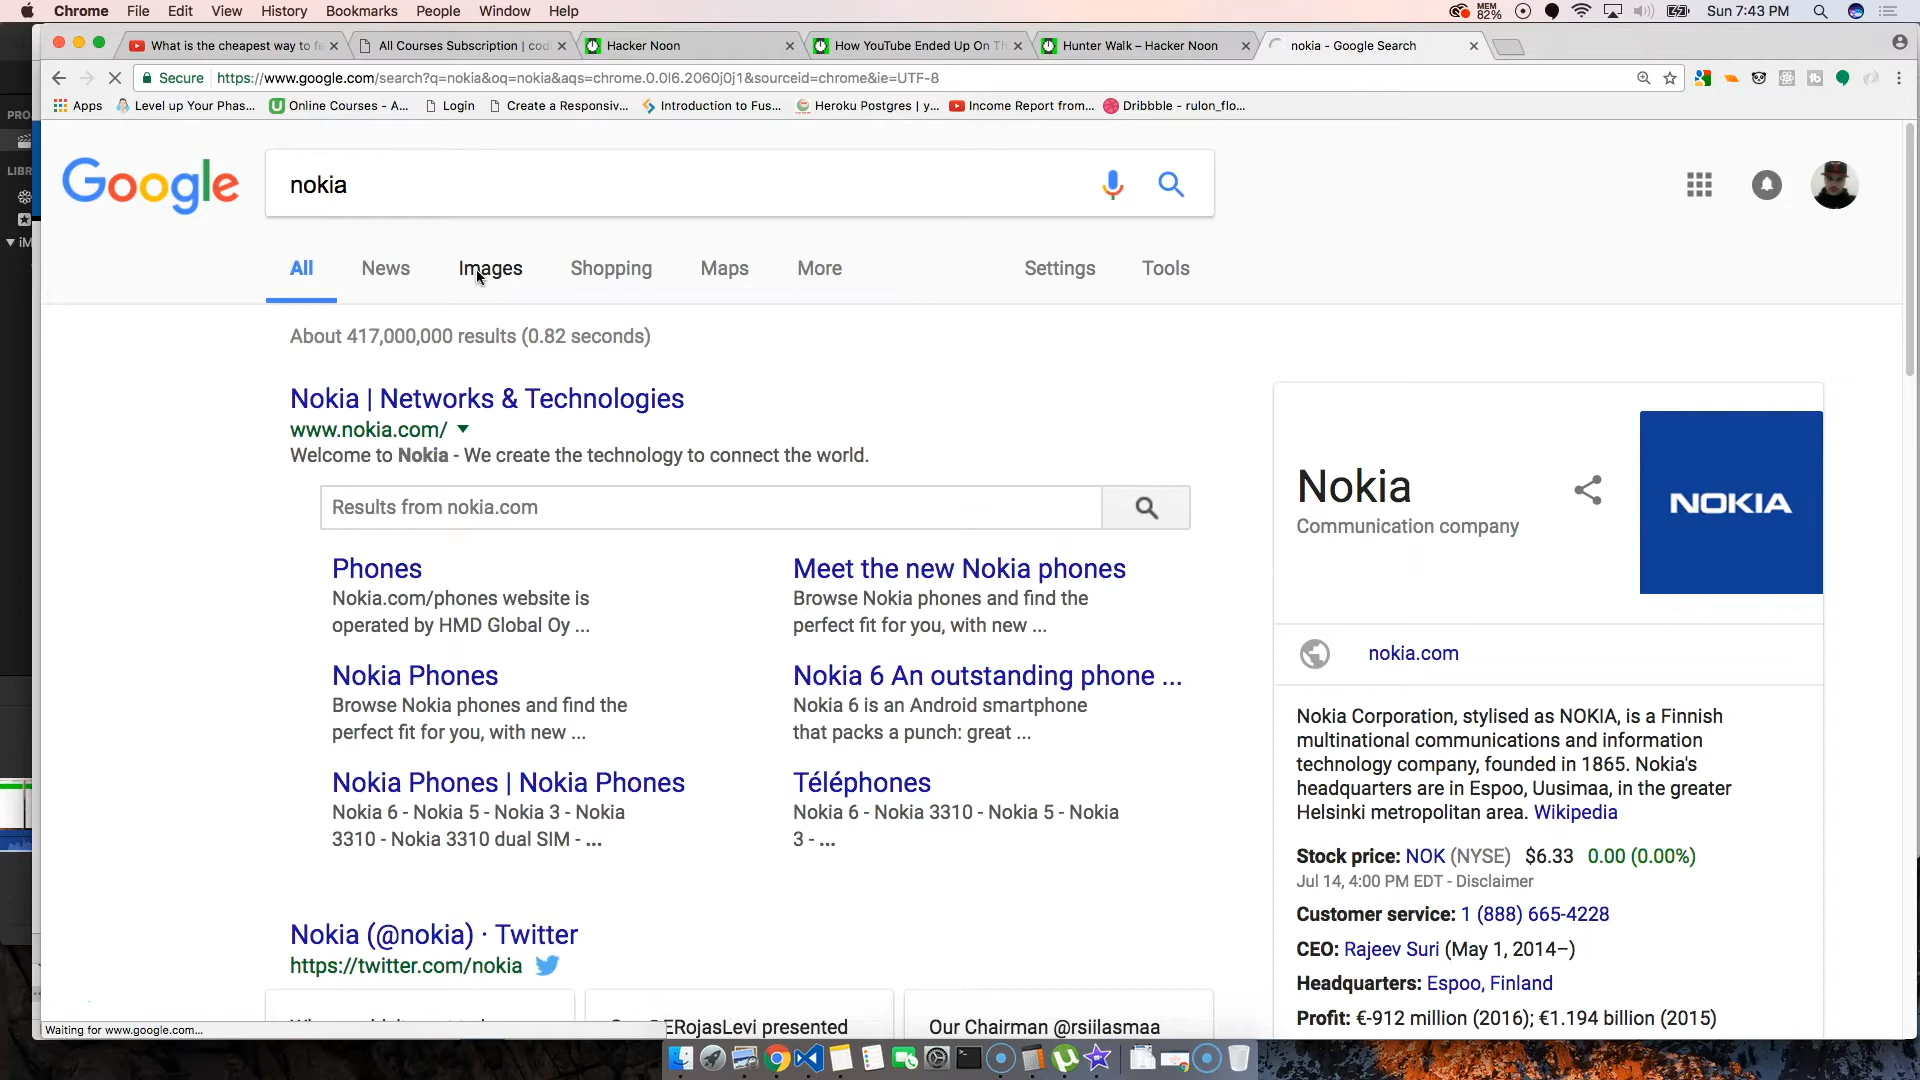 Chrome File Edit View History Bookmarks People Window Help
MEM 82% Sun 7:43 PM
What is the cheapest way to fe
All Courses Subscription | codi
Hacker Noon
How YouTube Ended Up On Th
Hunter Walk – Hacker Noon
nokia - Google Search
Secure https://www.google.com/search?q=nokia&oq=nokia&aqs=chrome.0.0l6.2060j0j1&sourceid=chrome&ie=UTF-8
Apps Level up Your Phas... Online Courses - A... Login Create a Responsiv... Introduction to Fus... Heroku Postgres | y... Income Report from... Dribbble - rulon_flo...
PRO
LIBR
iM
Google
nokia
All News Images Shopping Maps More Settings Tools
About 417,000,000 results (0.82 seconds)
Nokia | Networks & Technologies
www.nokia.com/
Welcome to Nokia - We create the technology to connect the world.
Results from nokia.com
Phones
Nokia.com/phones website is
operated by HMD Global Oy ...
Meet the new Nokia phones
Browse Nokia phones and find the
perfect fit for you, with new ...
Nokia Phones
Browse Nokia phones and find the
perfect fit for you, with new ...
Nokia 6 An outstanding phone ...
Nokia 6 is an Android smartphone
that packs a punch: great ...
Nokia Phones | Nokia Phones
Nokia 6 - Nokia 5 - Nokia 3 - Nokia
3310 - Nokia 3310 dual SIM - ...
Téléphones
Nokia 6 - Nokia 3310 - Nokia 5 - Nokia
3 - ...
Nokia (@nokia) · Twitter
https://twitter.com/nokia
ERojasLevi presented
Our Chairman @rsiilasmaa
Nokia
Communication company
NOKIA
nokia.com
Nokia Corporation, stylised as NOKIA, is a Finnish
multinational communications and information
technology company, founded in 1865. Nokia's
headquarters are in Espoo, Uusimaa, in the greater
Helsinki metropolitan area. Wikipedia
Stock price: NOK (NYSE) $6.33 0.00 (0.00%)
Jul 14, 4:00 PM EDT - Disclaimer
Customer service: 1 (888) 665-4228
CEO: Rajeev Suri (May 1, 2014–)
Headquarters: Espoo, Finland
Profit: €-912 million (2016); €1.194 billion (2015)
Waiting for www.google.com...